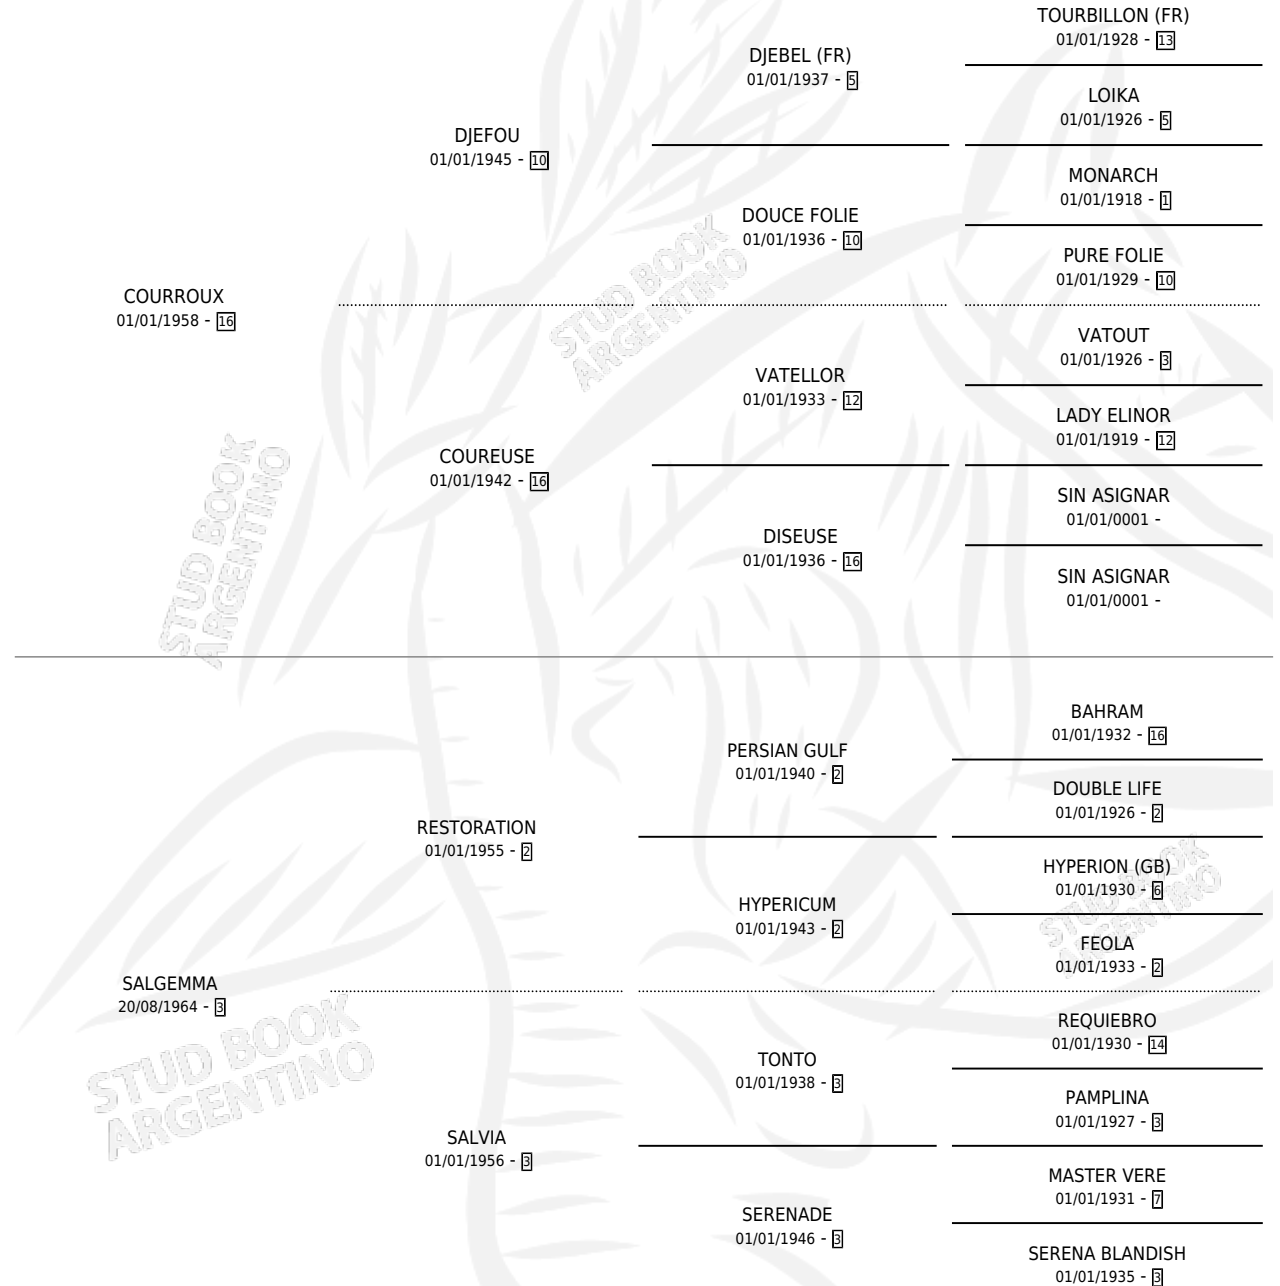 TOURBILLON (FR)
01/01/1928 - 13
DJEBEL (FR)
01/01/1937 - 5
LOIKA
01/01/1926 - 5
DJEFOU
01/01/1945 - 10
MONARCH
01/01/1918 - 1
DOUCE FOLIE
01/01/1936 - 10
PURE FOLIE
01/01/1929 - 10
COURROUX
01/01/1958 - 16
VATOUT
01/01/1926 - 3
VATELLOR
01/01/1933 - 12
LADY ELINOR
01/01/1919 - 12
COUREUSE
01/01/1942 - 16
SIN ASIGNAR
01/01/0001 -
DISEUSE
01/01/1936 - 16
SIN ASIGNAR
01/01/0001 -
STUD BOOK
ARGENTINO
STUD BOOK
ARGENTINO
BAHRAM
01/01/1932 - 16
PERSIAN GULF
01/01/1940 - 2
DOUBLE LIFE
01/01/1926 - 2
RESTORATION
01/01/1955 - 2
HYPERION (GB)
01/01/1930 - 6
HYPERICUM
01/01/1943 - 2
FEOLA
01/01/1933 - 2
STUD BOOK
ARGENTINO
SALGEMMA
20/08/1964 - 3
REQUIEBRO
01/01/1930 - 14
TONTO
01/01/1938 - 3
PAMPLINA
01/01/1927 - 3
STUD BOOK
ARGENTINO
SALVIA
01/01/1956 - 3
MASTER VERE
01/01/1931 - 7
SERENADE
01/01/1946 - 3
SERENA BLANDISH
01/01/1935 - 3